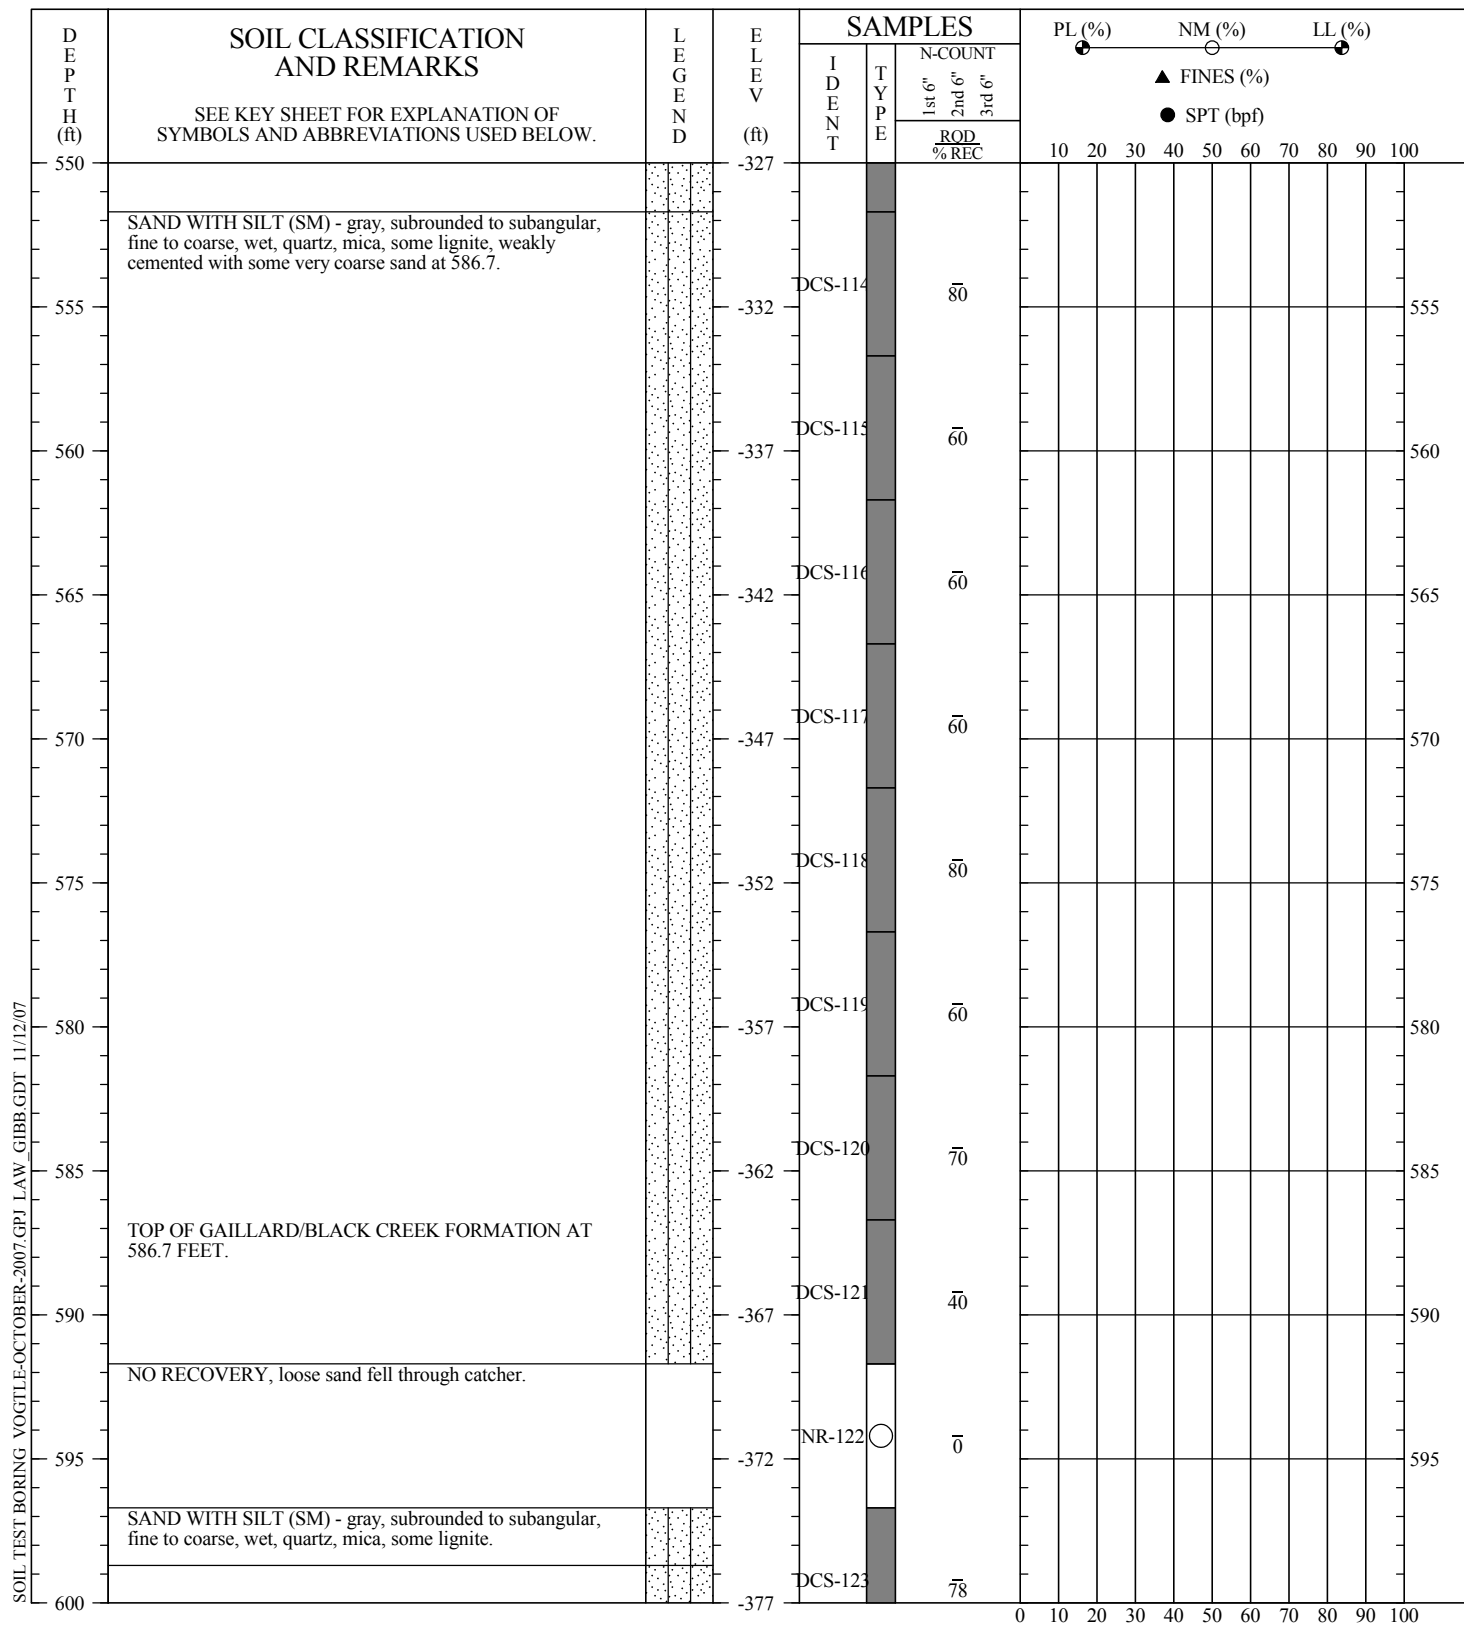 DEPTH (ft)
SOIL CLASSIFICATION
AND REMARKS
SEE KEY SHEET FOR EXPLANATION OF
SYMBOLS AND ABBREVIATIONS USED BELOW.
LEGEND
ELEV (ft)
SAMPLES
IDENT
TYPE
N-COUNT
1st 6"
2nd 6"
3rd 6"
RQD
% REC
PL (%) NM (%) LL (%)
FINES (%)
SPT (bpf)
10 20 30 40 50 60 70 80 90 100
550 -327
SAND WITH SILT (SM) - gray, subrounded to subangular,
fine to coarse, wet, quartz, mica, some lignite, weakly
cemented with some very coarse sand at 586.7.
DCS-114 80
555 -332 555
DCS-115 60
560 -337 560
DCS-116 60
565 -342 565
DCS-117 60
570 -347 570
DCS-118 80
575 -352 575
DCS-119 60
580 -357 580
DCS-120 70
585 -362 585
TOP OF GAILLARD/BLACK CREEK FORMATION AT
586.7 FEET.
DCS-121 40
590 -367 590
NO RECOVERY, loose sand fell through catcher.
NR-122 0
595 -372 595
SAND WITH SILT (SM) - gray, subrounded to subangular,
fine to coarse, wet, quartz, mica, some lignite.
DCS-123 78
600 -377
0 10 20 30 40 50 60 70 80 90 100
SOIL TEST BORING VOGTLE-OCTOBER-2007.GPJ LAW_GIBB.GDT 11/12/07